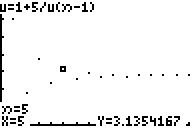 u=1+5/u(n-1)
n=5
X=5
Y=3.1354167